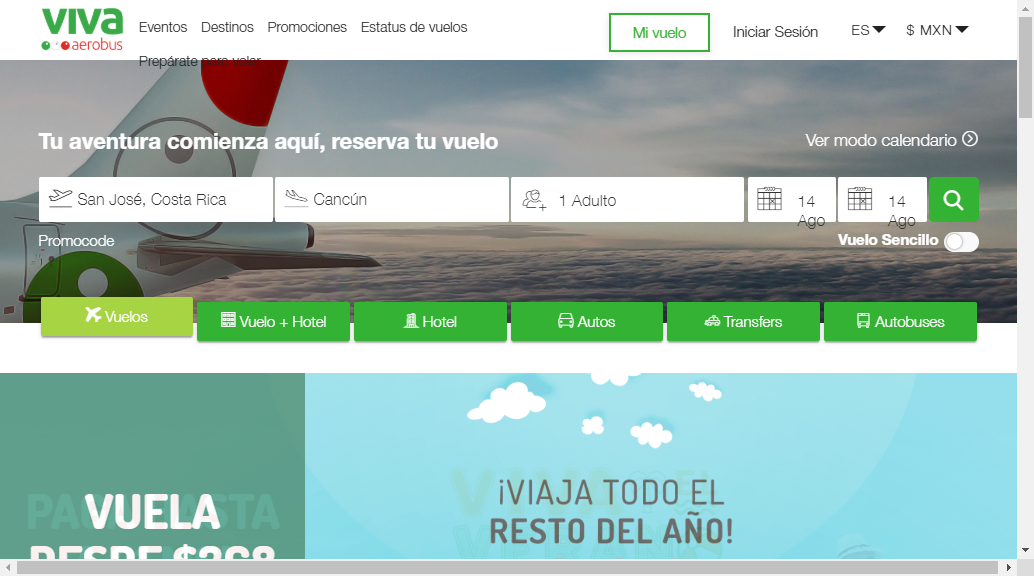 viva
aerobus
Eventos Destinos Promociones Estatus de vuelos
Prepárate para volar
Mi vuelo Iniciar Sesión ES $ MXN
Tu aventura comienza aquí, reserva tu vuelo
Ver modo calendario
San José, Costa Rica Cancún 1 Adulto 14 Ago 14 Ago
Promocode Vuelo Sencillo
Vuelos Vuelo + Hotel Hotel Autos Transfers Autobuses
VUELA
DESDE $268
¡VIAJA TODO EL
RESTO DEL AÑO!